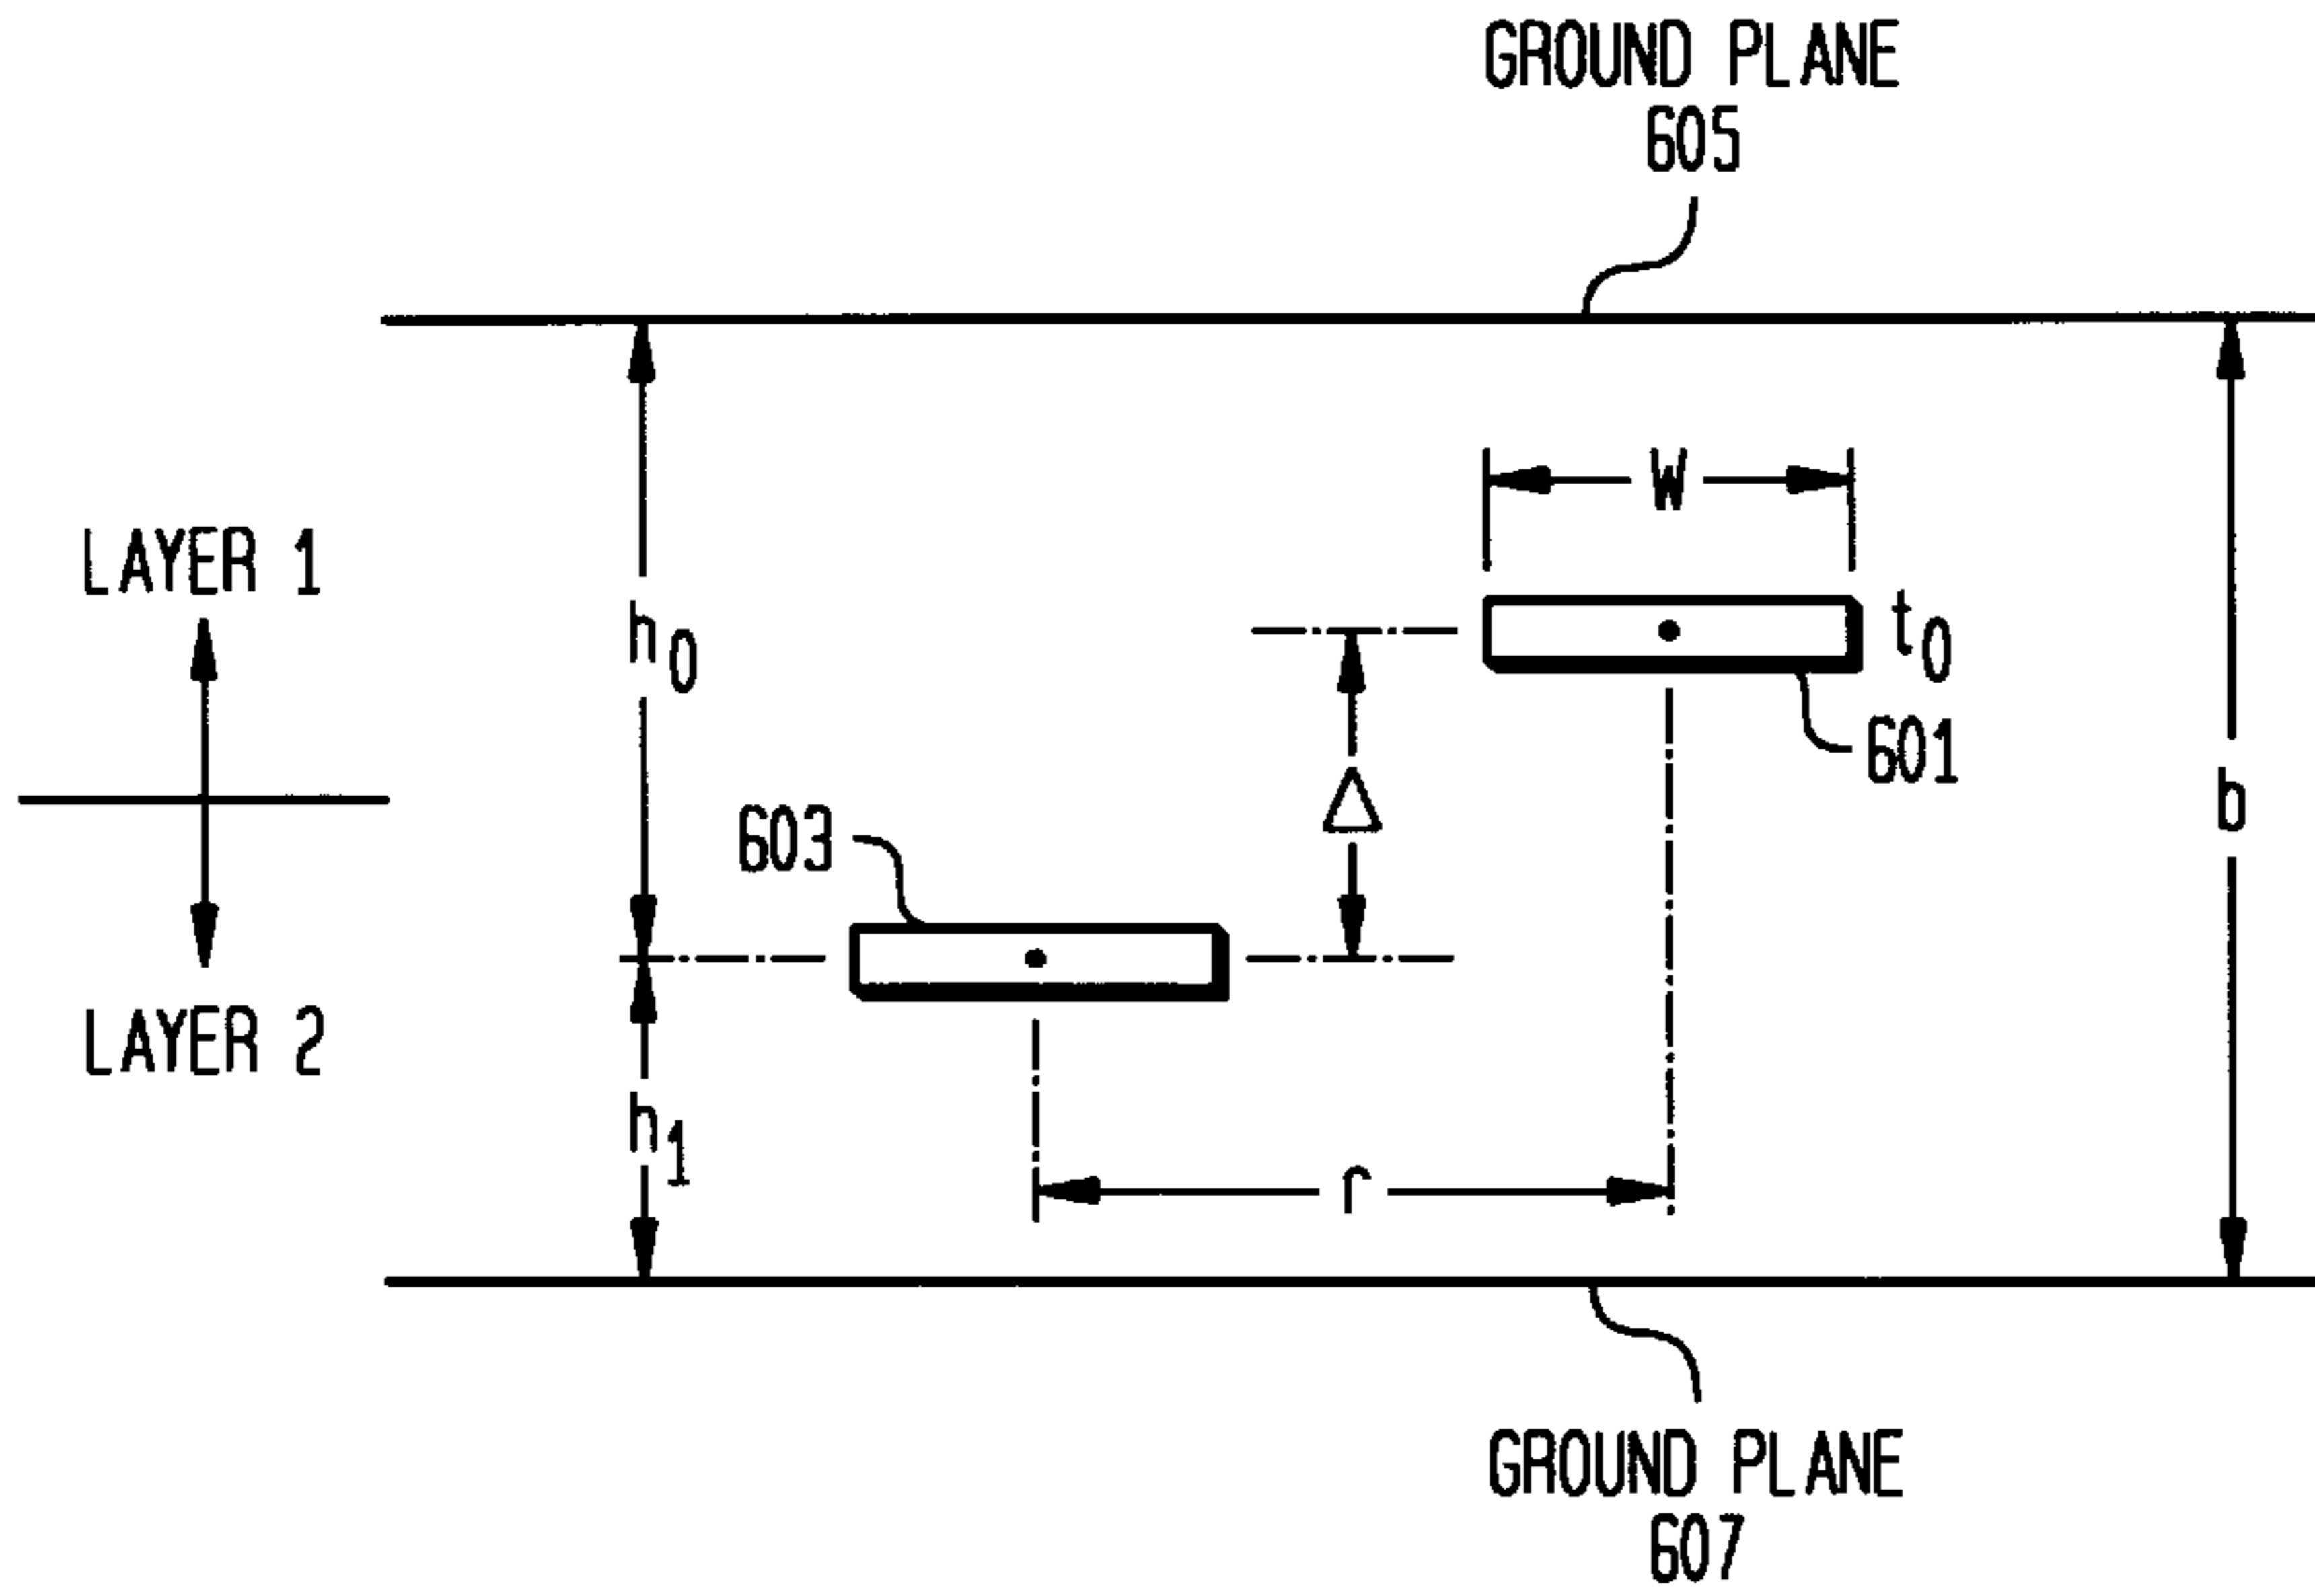 GROUND PLANE
605
W
LAYER 1
h0
t0
601
Δ
b
603
LAYER 2
h1
r
GROUND PLANE
607